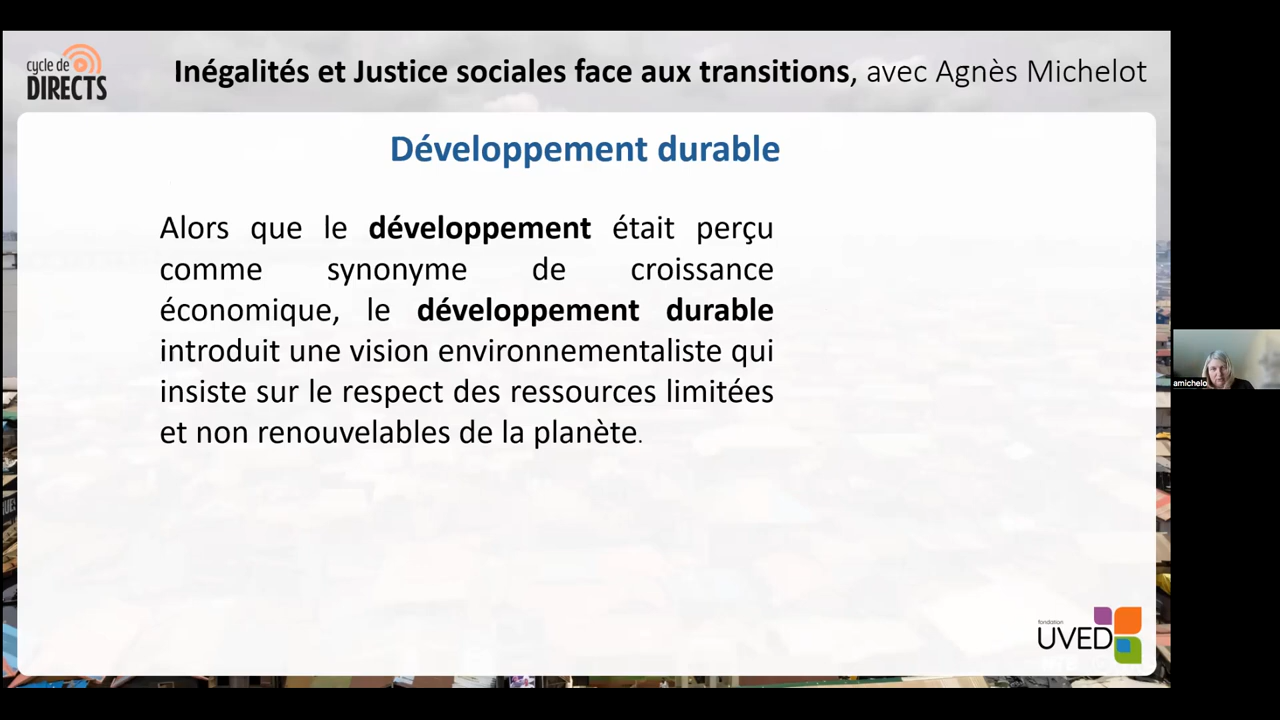 cycle de
DIRECTS
Inégalités et Justice sociales face aux transitions, avec Agnès Michelot
Développement durable
Alors que le développement était perçu
comme synonyme de croissance
économique, le développement durable
introduit une vision environnementaliste qui
insiste sur le respect des ressources limitées
et non renouvelables de la planète.
amichelo
fondation
UVED